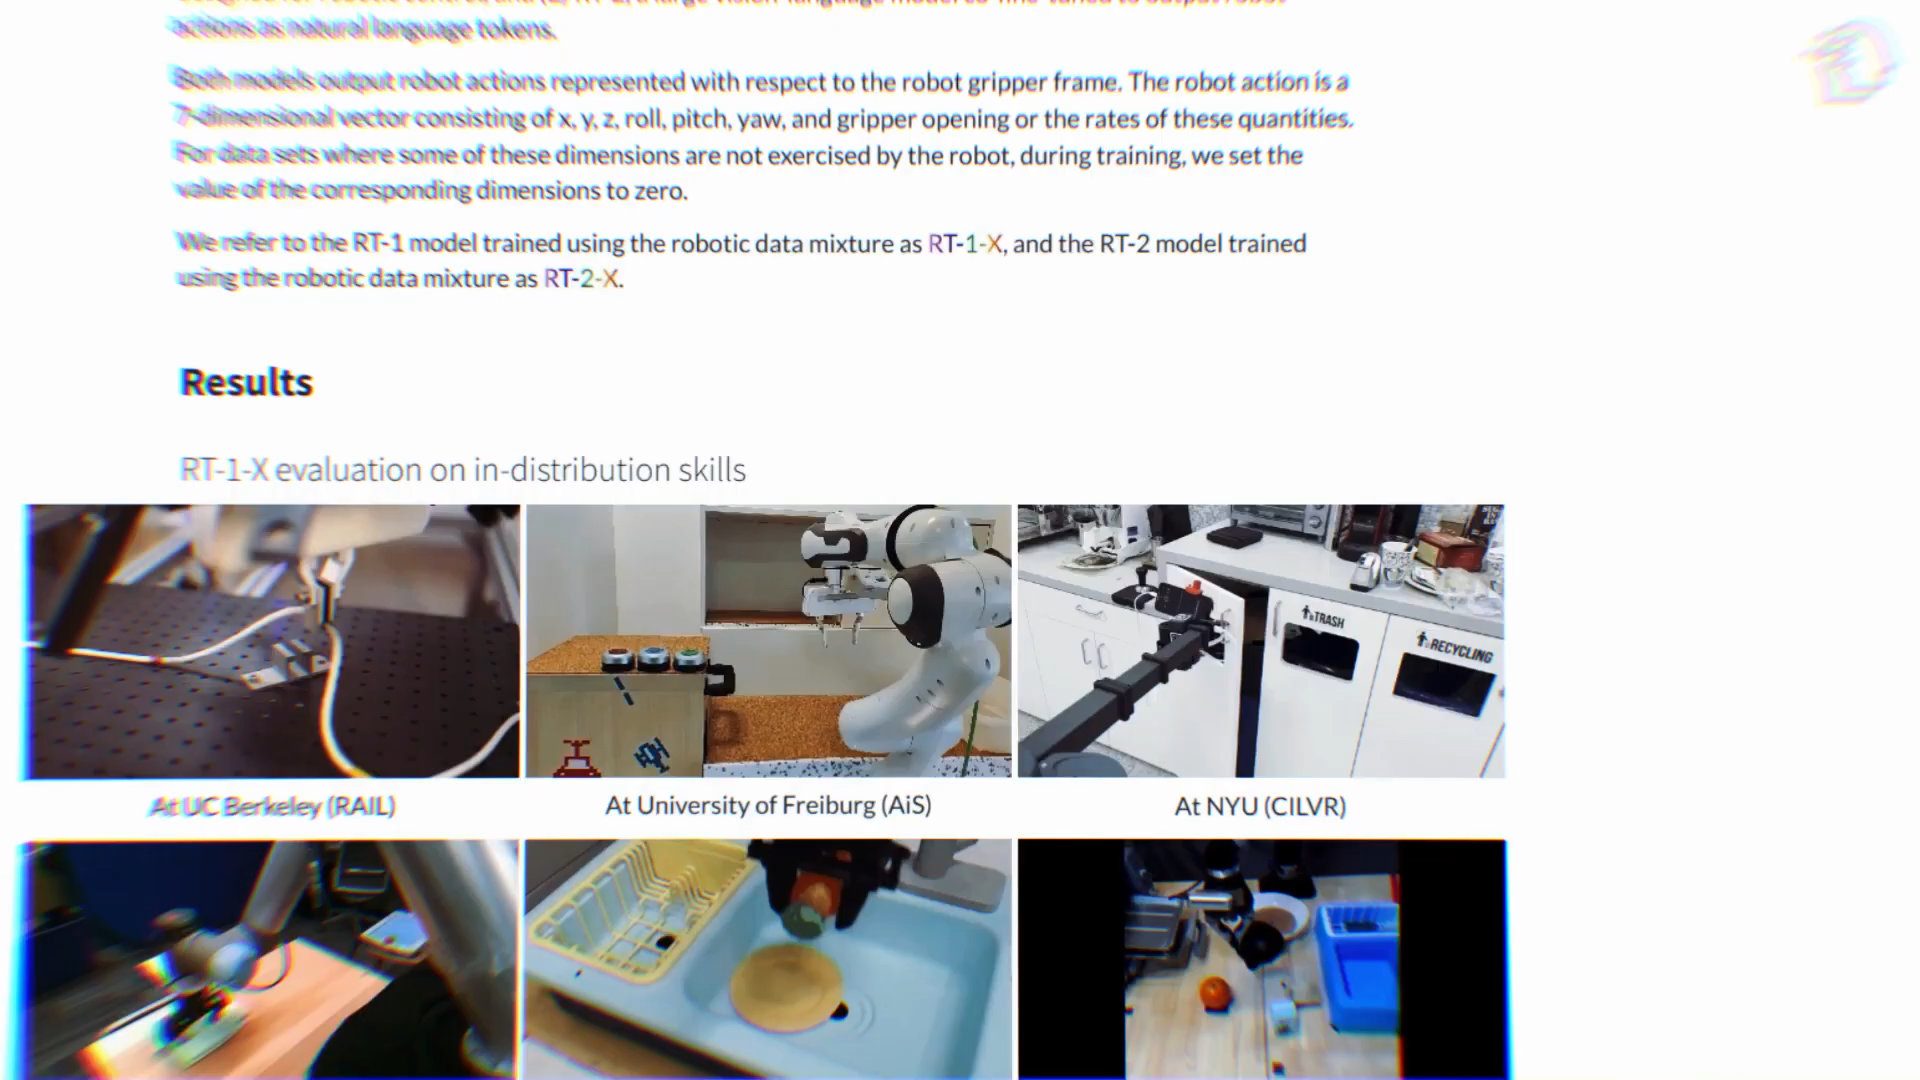 actions as natural language tokens.
Both models output robot actions represented with respect to the robot gripper frame. The robot action is a
7-dimensional vector consisting of x, y, z, roll, pitch, yaw, and gripper opening or the rates of these quantities.
For data sets where some of these dimensions are not exercised by the robot, during training, we set the
value of the corresponding dimensions to zero.
We refer to the RT-1 model trained using the robotic data mixture as RT-1-X, and the RT-2 model trained
using the robotic data mixture as RT-2-X.
Results
RT-1-X evaluation on in-distribution skills
TRASH
RECYCLING
At UC Berkeley (RAIL)
At University of Freiburg (AiS)
At NYU (CILVR)